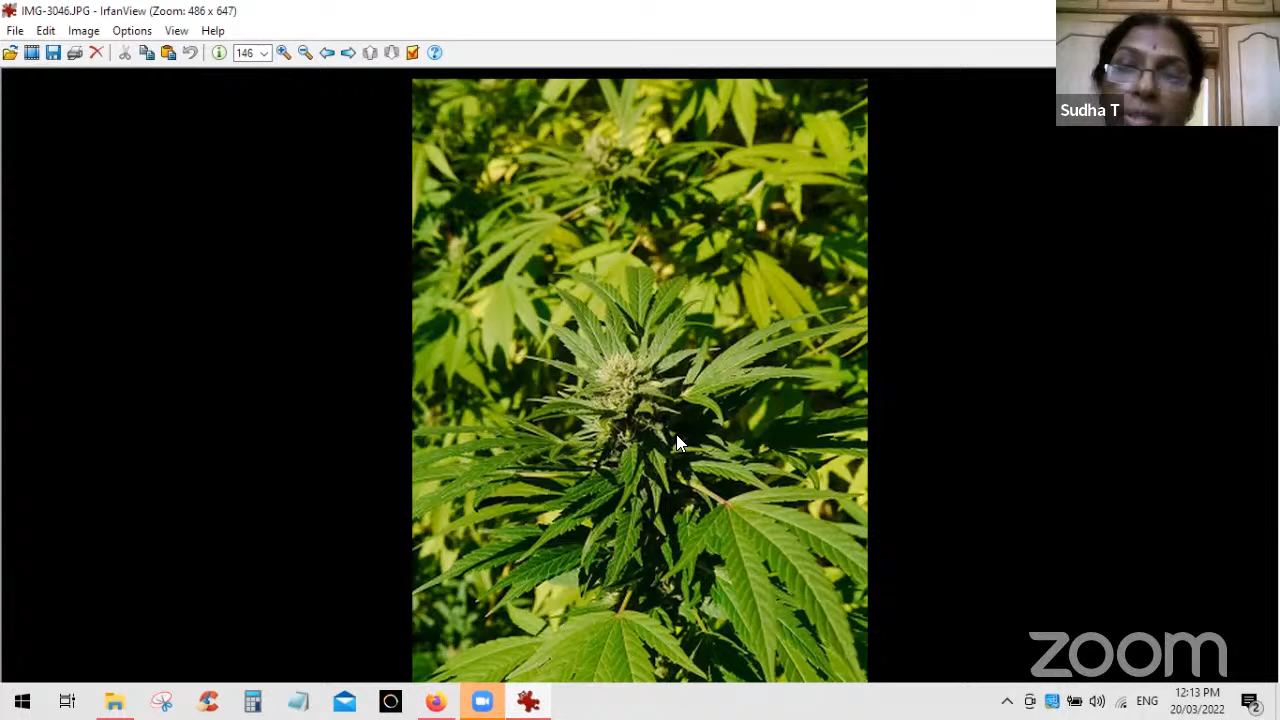 IMG-3046.JPG - IrfanView (Zoom: 486 x 647)
File Edit Image Options View Help
146
Sudha T
zoom
ENG
12:13 PM
20/03/2022
2